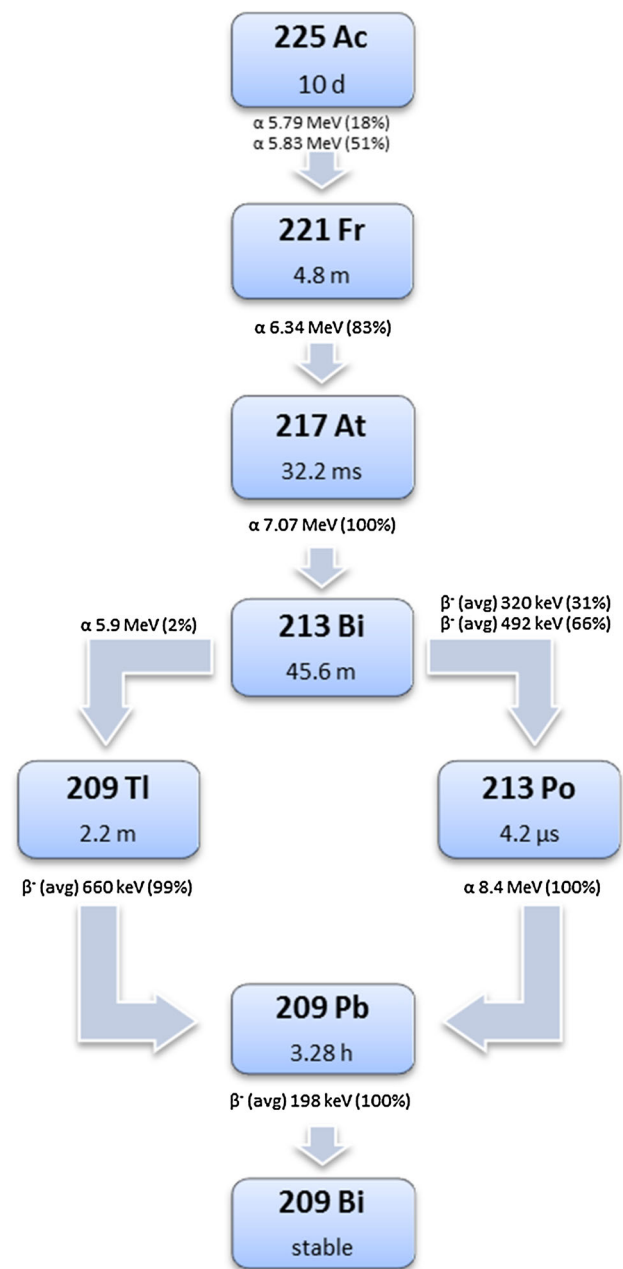 225 Ac
10 d
α 5.79 MeV (18%)
α 5.83 MeV (51%)
221 Fr
4.8 m
α 6.34 MeV (83%)
217 At
32.2 ms
α 7.07 MeV (100%)
213 Bi
45.6 m
α 5.9 MeV (2%)
β⁻ (avg) 320 keV (31%)
β⁻ (avg) 492 keV (66%)
209 Tl
2.2 m
β⁻ (avg) 660 keV (99%)
213 Po
4.2 μs
α 8.4 MeV (100%)
209 Pb
3.28 h
β⁻ (avg) 198 keV (100%)
209 Bi
stable